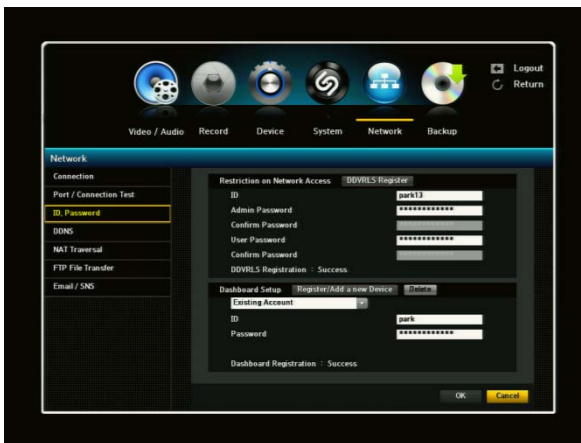 Logout
Return
Video / Audio Record Device System Network Backup
Network
Connection
Port / Connection Test
ID, Password
DDNS
NAT Traversal
FTP File Transfer
Email / SNS
Restriction on Network Access DDVRLS Register
ID park13
Admin Password ************
Confirm Password ************
User Password ************
Confirm Password ************
DDVRLS Registration : Success
Dashboard Setup Register/Add a new Device Delete
Existing Account
ID park
Password ************
Dashboard Registration : Success
OK Cancel